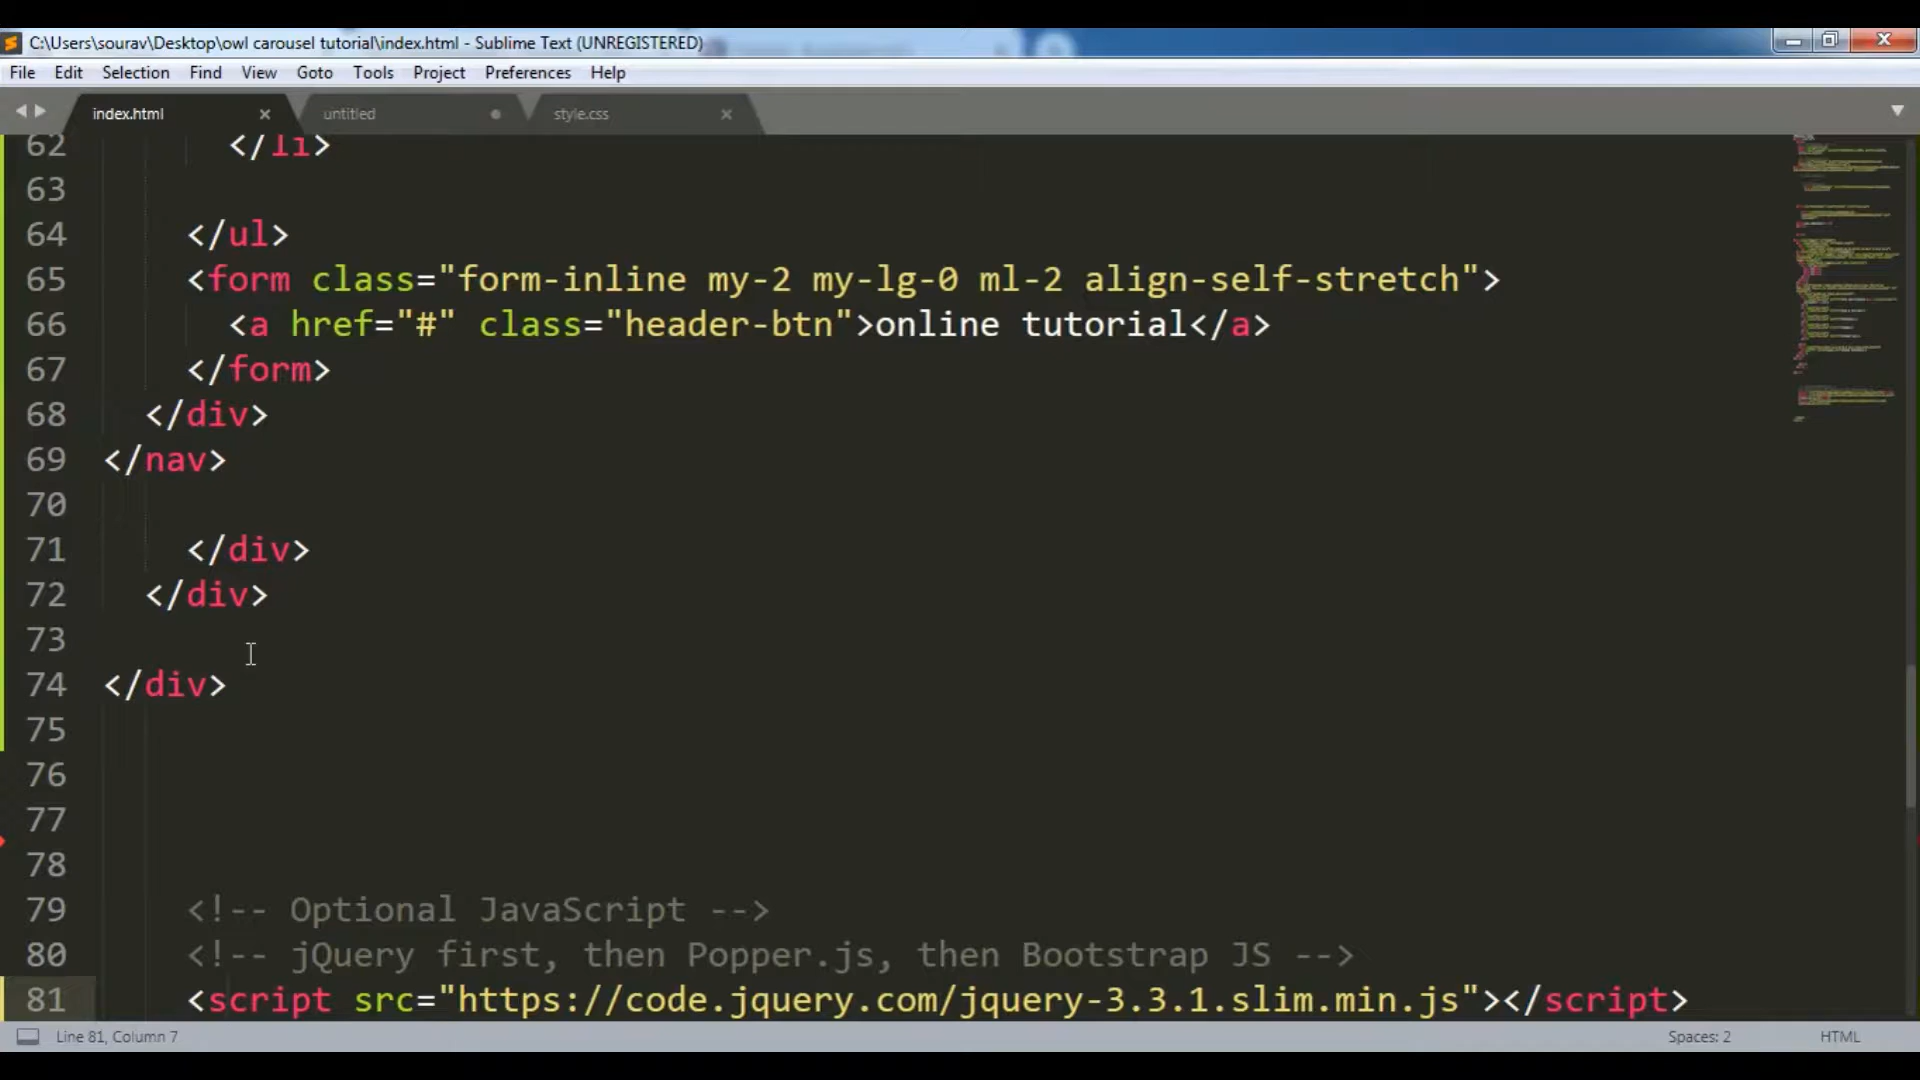 C:\Users\sourav\Desktop\owl carousel tutorial\index.html - Sublime Text (UNREGISTERED)
File Edit Selection Find View Goto Tools Project Preferences Help
index.html untitled style.css
62 </li>
63
64 </ul>
65 <form class="form-inline my-2 my-lg-0 ml-2 align-self-stretch">
66 <a href="#" class="header-btn">online tutorial</a>
67 </form>
68 </div>
69 </nav>
70
71 </div>
72 </div>
73
74 </div>
75
76
77
78
79 <!-- Optional JavaScript -->
80 <!-- jQuery first, then Popper.js, then Bootstrap JS -->
81 <script src="https://code.jquery.com/jquery-3.3.1.slim.min.js"></script>
Line 81, Column 7 Spaces: 2 HTML